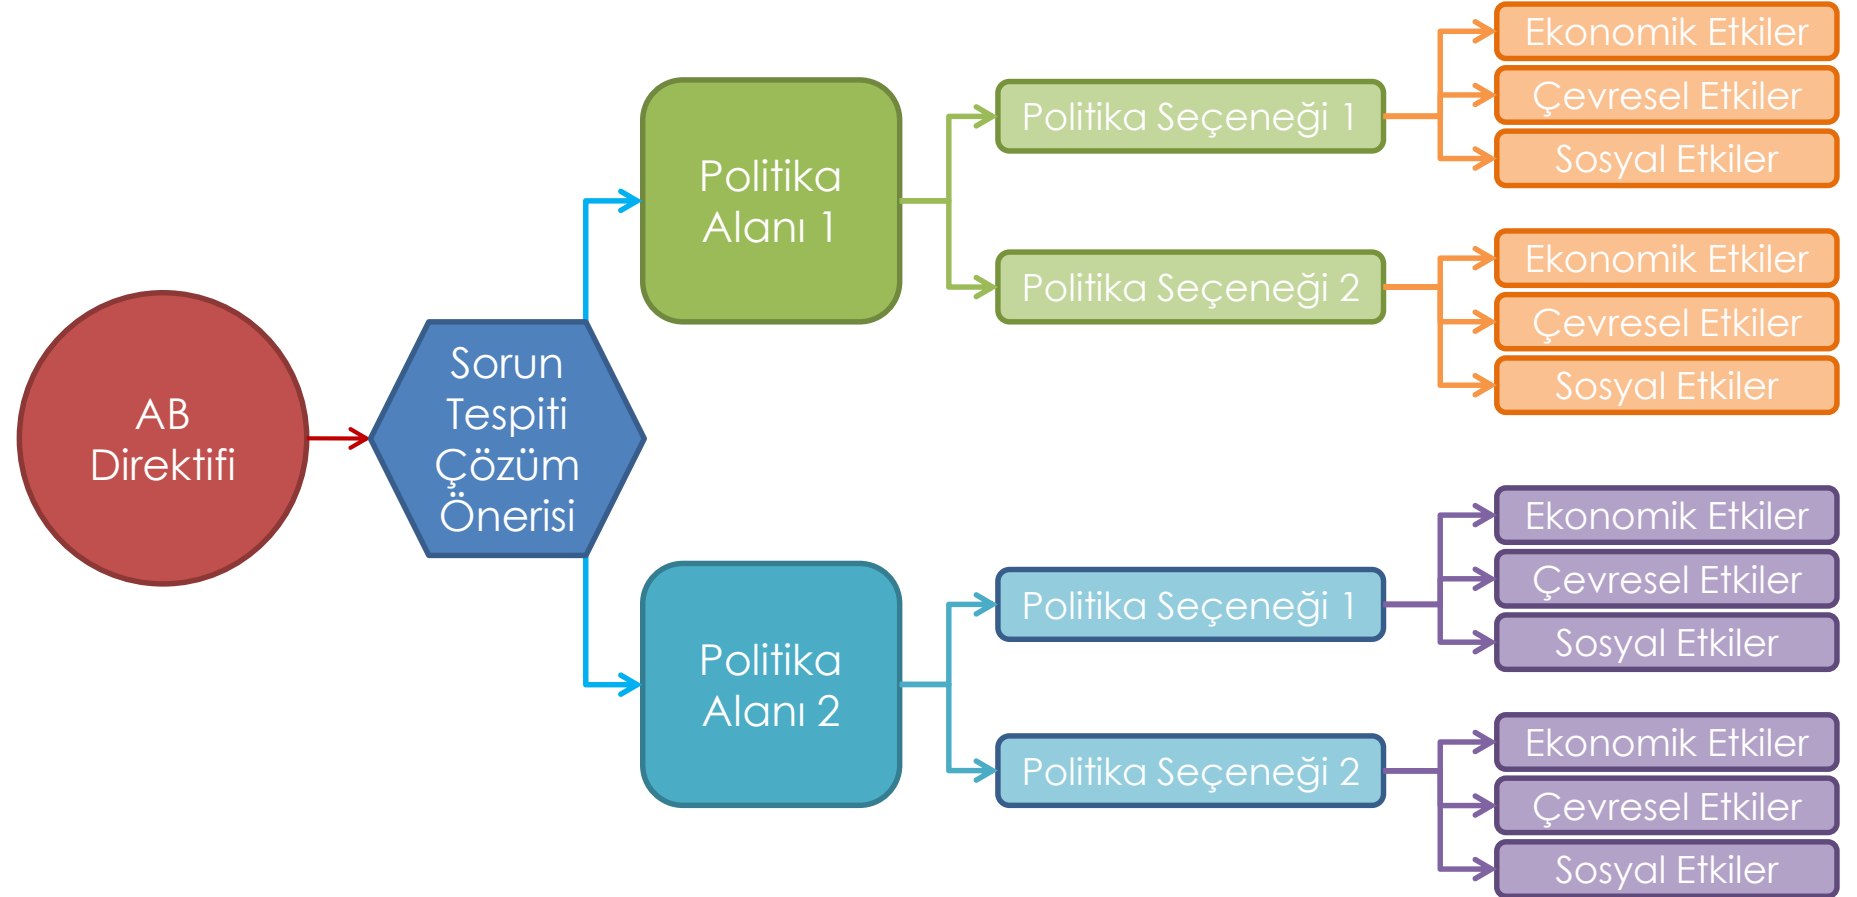 AB
Direktifi
Sorun
Tespiti
Çözüm
Önerisi
Politika
Alanı 1
Politika Seçeneği 1
Ekonomik Etkiler
Çevresel Etkiler
Sosyal Etkiler
Politika Seçeneği 2
Ekonomik Etkiler
Çevresel Etkiler
Sosyal Etkiler
Politika
Alanı 2
Politika Seçeneği 1
Ekonomik Etkiler
Çevresel Etkiler
Sosyal Etkiler
Politika Seçeneği 2
Ekonomik Etkiler
Çevresel Etkiler
Sosyal Etkiler